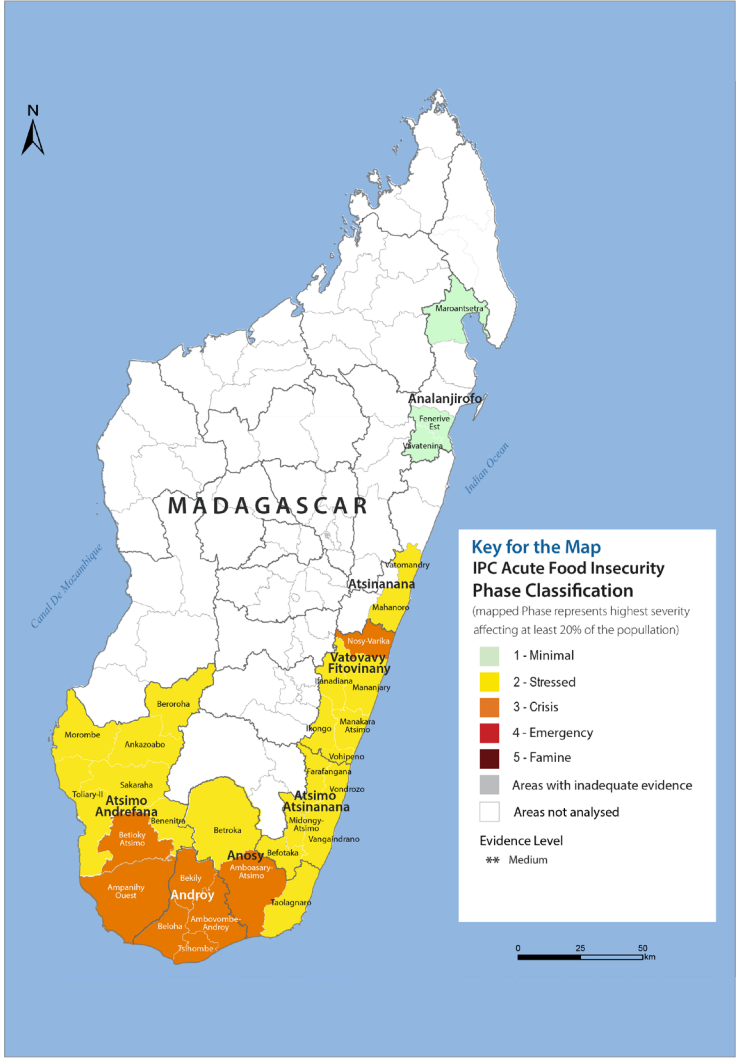 N
Maroantsetra
Analanjirofo
Fenerive
Est
Vavatenina
Indian Ocean
MADAGASCAR
Canal De Mozambique
Vatomandry
Atsinanana
Mahanoro
Nosy-Varika
Vatovavy
Fitovinany
Ifanadiana
Mananjary
Beroroha
Morombe
Ankazoabo
Ikongo
Manakara
Atsimo
Vohipeno
Farafangana
Sakaraha
Toliary-II
Atsimo
Andrefana
Vondrozo
Atsimo
Atsinanana
Benenitra
Betroka
Midongy-
Atsimo
Vangaindrano
Betioky
Atsimo
Befotaka
Anosy
Amboasary-
Atsimo
Bekily
Ampanihy
Ouest
Androy
Taolagnaro
Ambovombe-
Androy
Beloha
Tsihombe
Key for the Map
IPC Acute Food Insecurity
Phase Classification
(mapped Phase represents highest severity
affecting at least 20% of the popullation)
1 - Minimal
2 - Stressed
3 - Crisis
4 - Emergency
5 - Famine
Areas with inadequate evidence
Areas not analysed
Evidence Level
** Medium
0 25 50
km